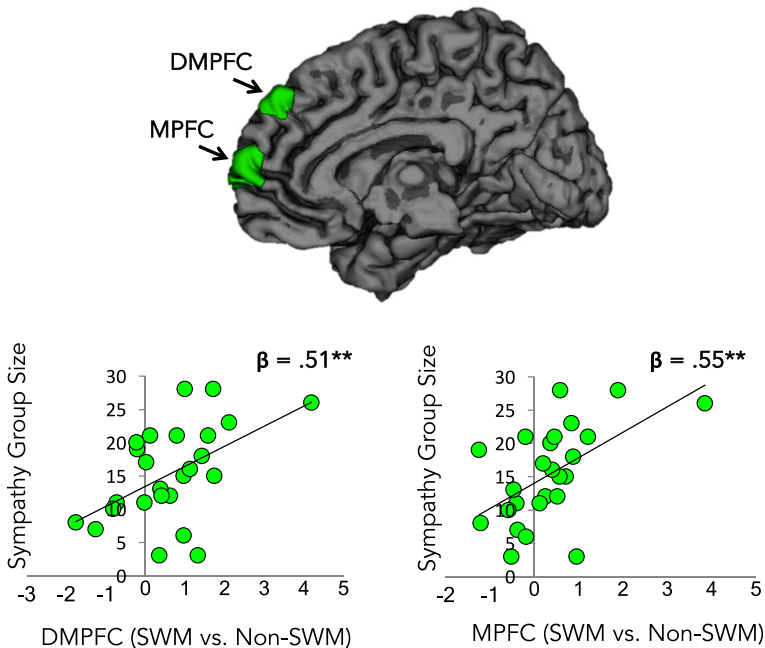 DMPFC
MPFC
β = .51**
Sympathy Group Size
30
25
20
15
10
5
0
-3 -2 -1 0 1 2 3 4 5
DMPFC (SWM vs. Non-SWM)
β = .55**
Sympathy Group Size
30
25
20
15
10
5
0
-2 -1 0 1 2 3 4 5
MPFC (SWM vs. Non-SWM)